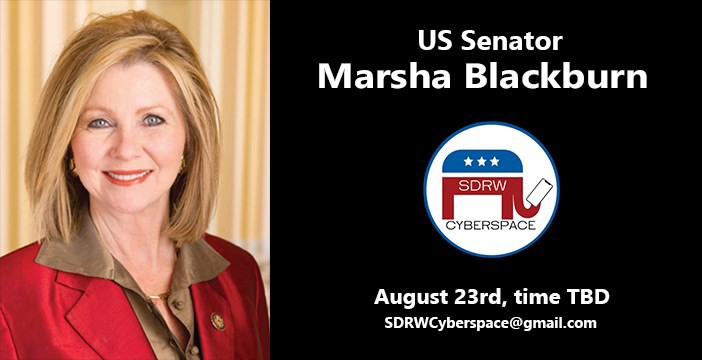 US Senator
Marsha Blackburn
SDRW
CYBERSPACE
August 23rd, time TBD
SDRWCyberspace@gmail.com